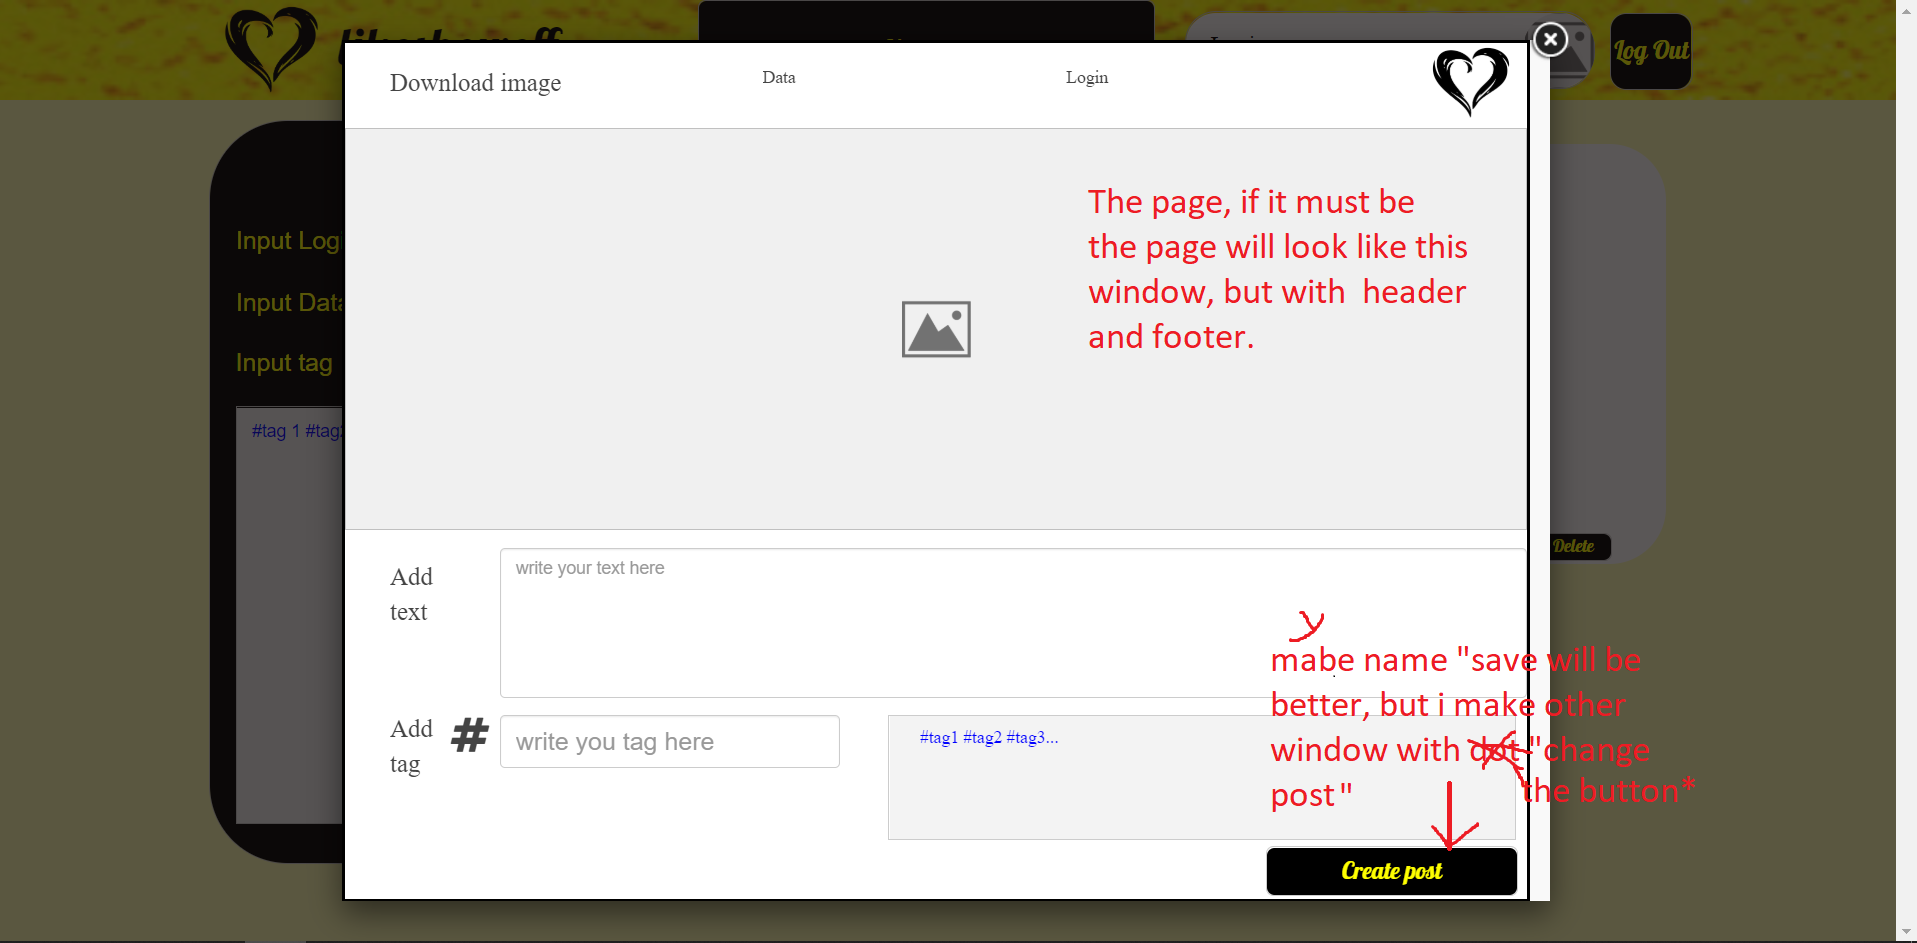 Log Out
Download image
Data
Login
Input Log
Input Data
Input tag
#tag 1 #tag2
The page, if it must be
the page will look like this
window, but with header
and footer.
Delete
Add
text
write your text here
y
mabe name "save will be
better, but i make other
window with dot "change
post"
the button*
Add
tag
#
write you tag here
#tag1 #tag2 #tag3...
Create post